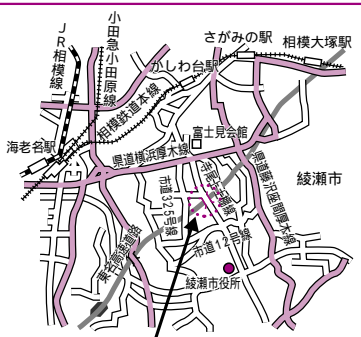 小田急小田原線
JR相模線
さがみの駅
相模大塚駅
かしわ台駅
相模鉄道本線
海老名駅
富士見会館
県道横浜厚木線
県道藤沢座間厚木線
綾瀬市
市道325号線
東名高速道路
市道12号線
綾瀬市役所